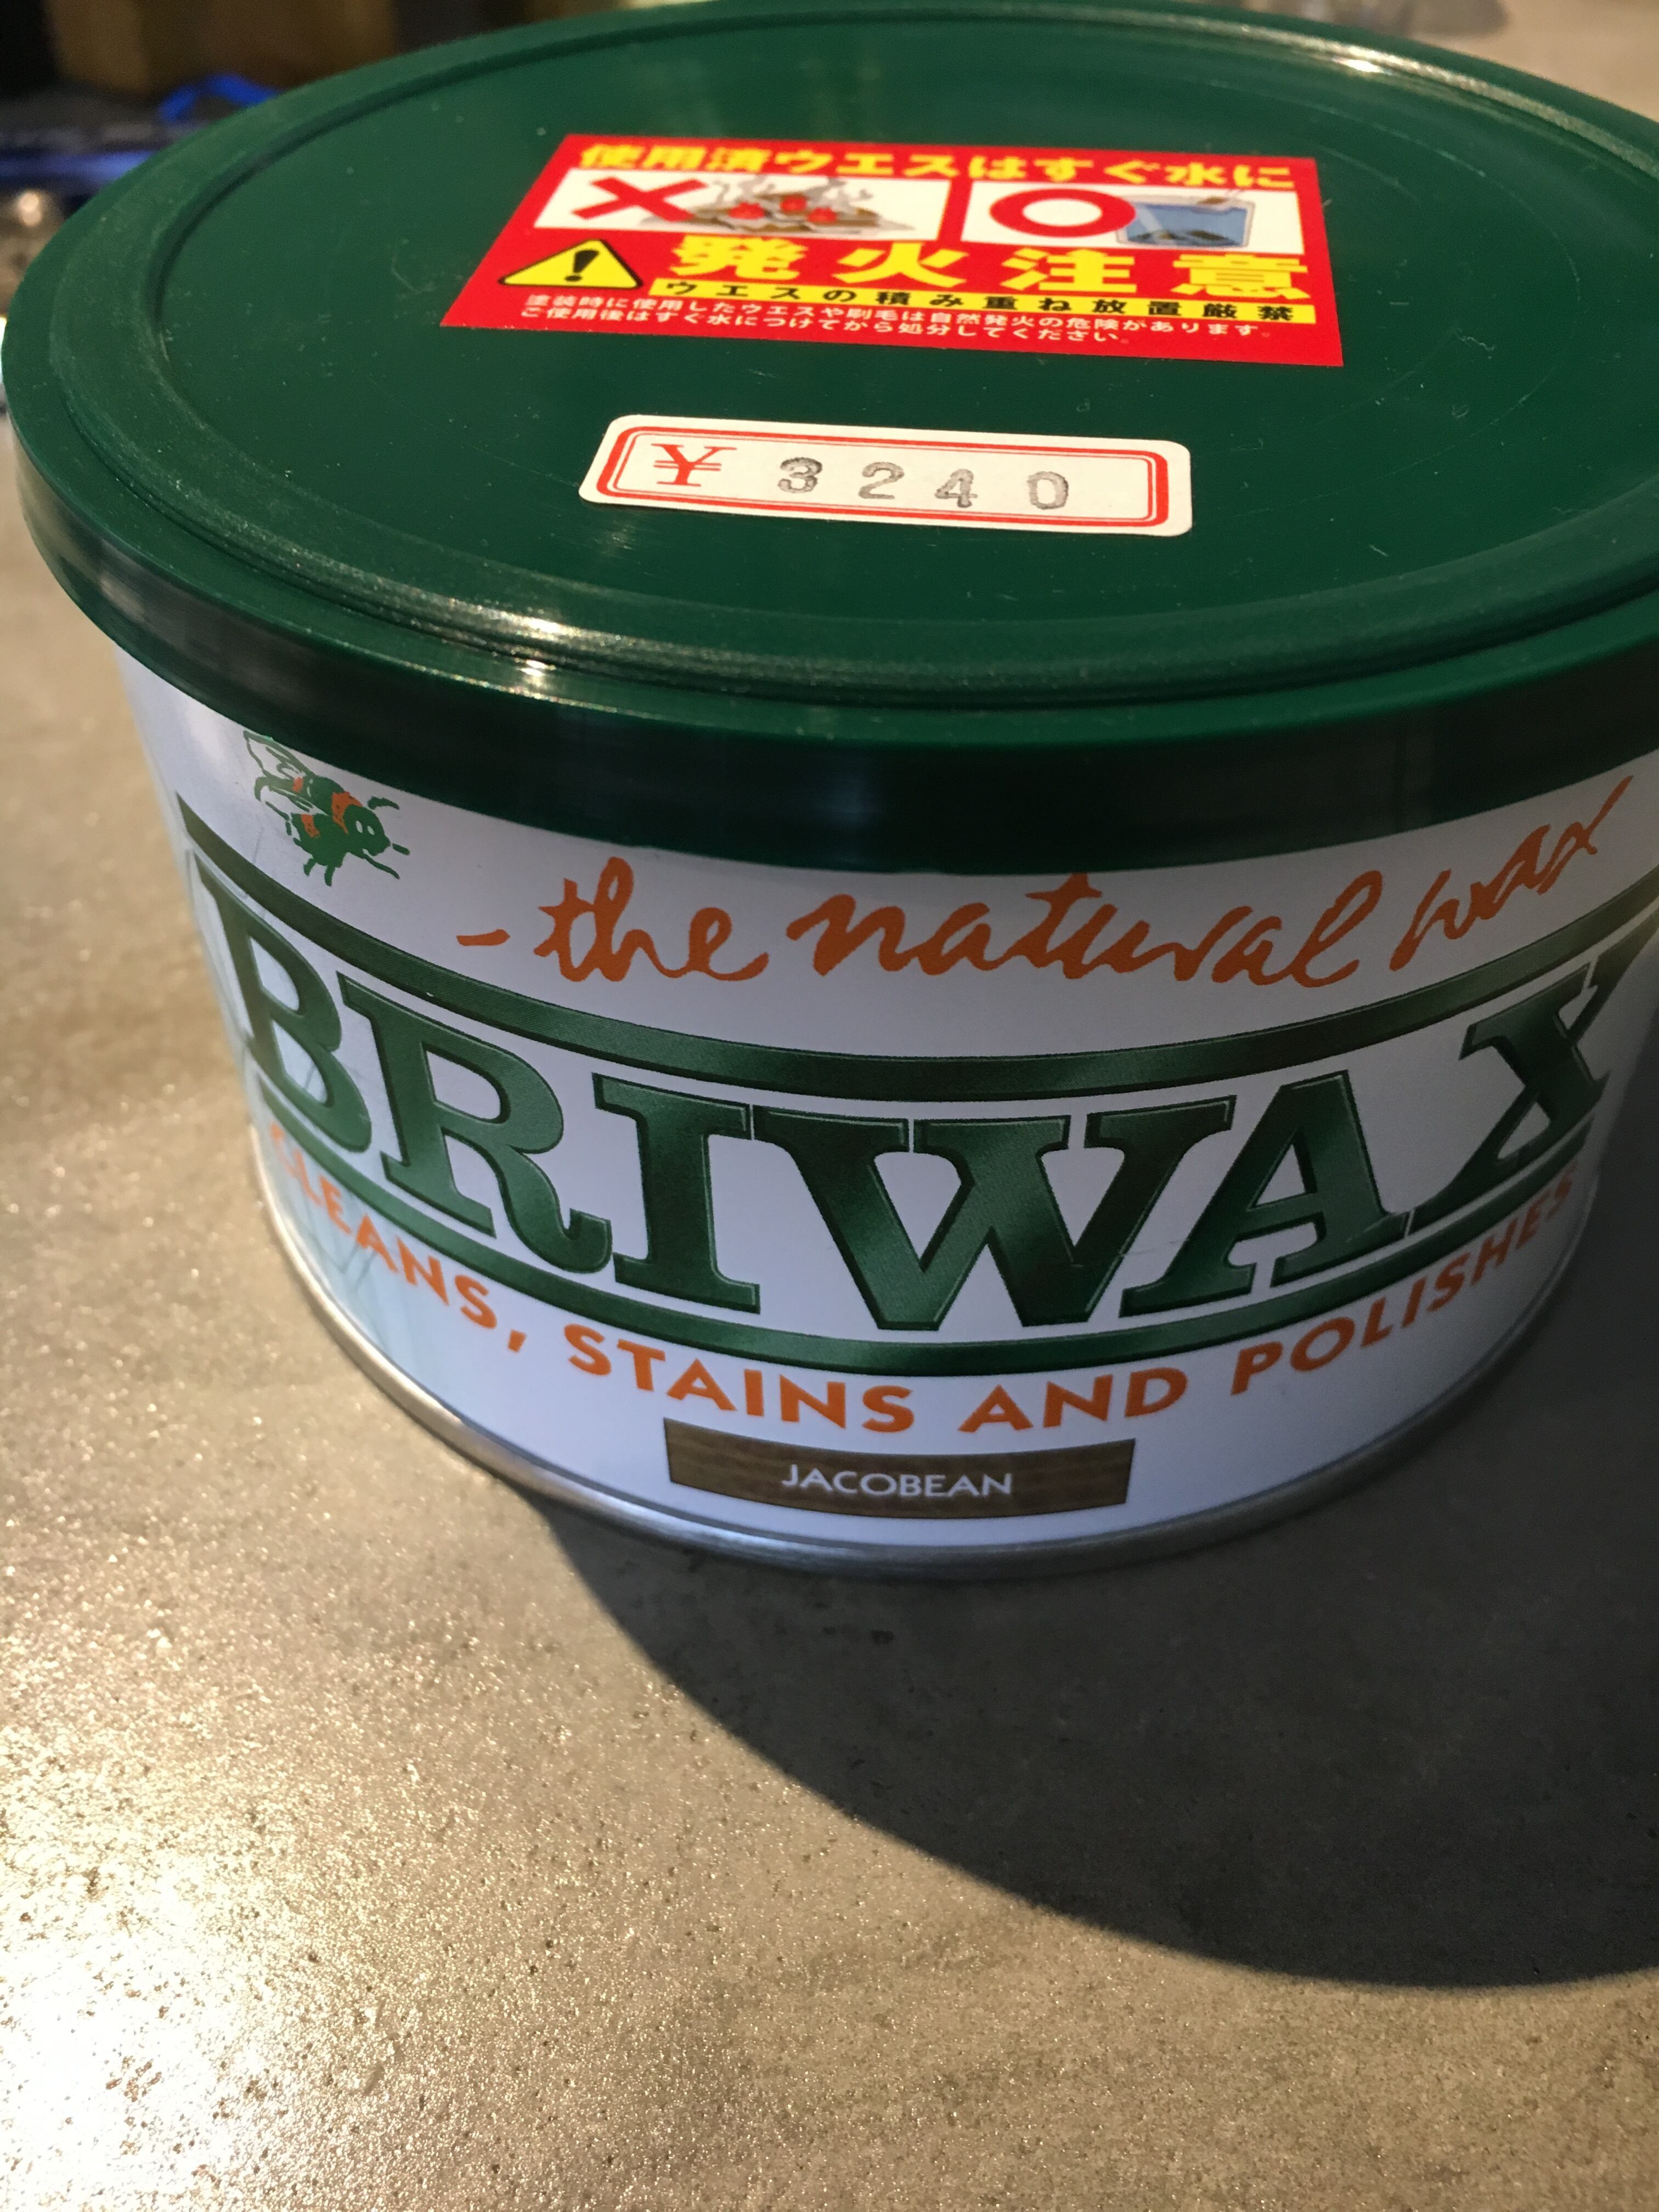 使用済ウエスはすぐ水に
発火注意
ウエスの積み重ね放置厳禁
塗装時に使用したウエスや刷毛は自然発火の危険があります。
ご使用後はすぐ水につけてから処分してください。
¥ 3240
-the natural wax
BRIWAX
CLEANS, STAINS AND POLISHES
JACOBEAN